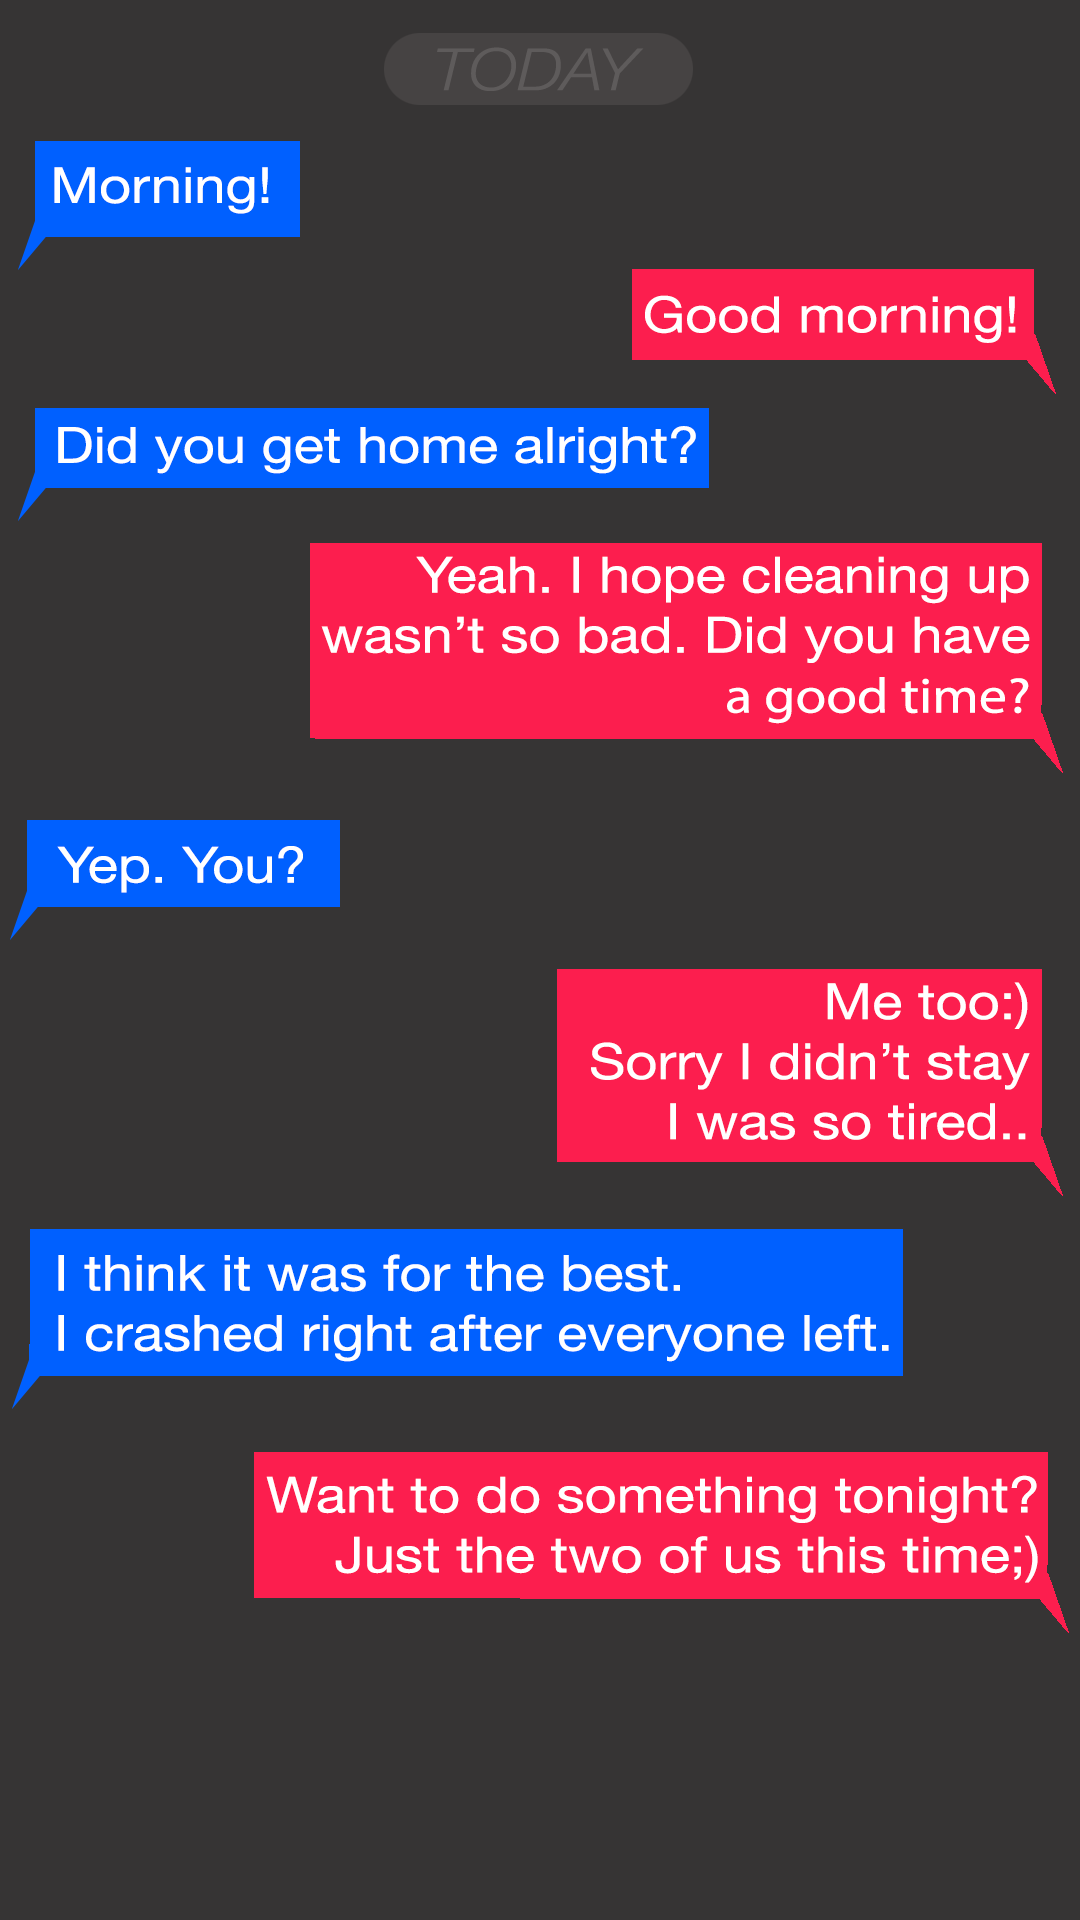 TODAY
Morning!
Good morning!
Did you get home alright?
Yeah. I hope cleaning up
wasn’t so bad. Did you have
a good time?
Yep. You?
Me too:)
Sorry I didn’t stay
I was so tired..
I think it was for the best.
I crashed right after everyone left.
Want to do something tonight?
Just the two of us this time;)